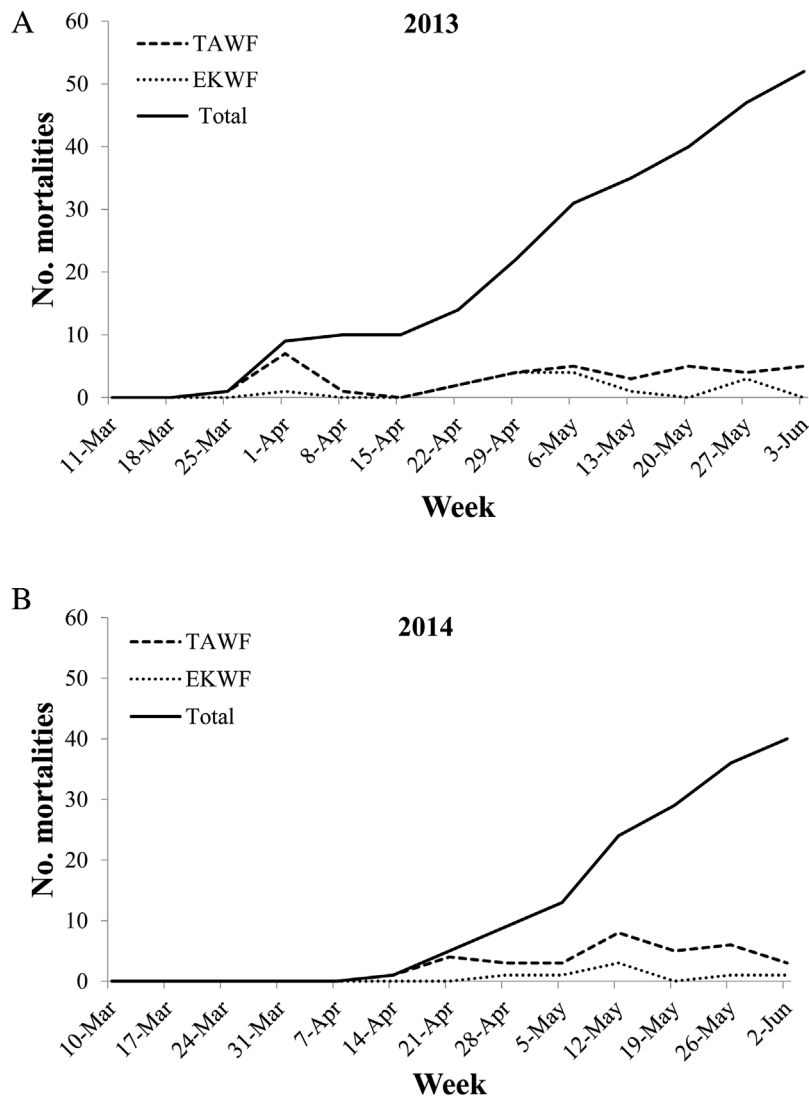 A
2013
TAWF
EKWF
Total
No. mortalities
60
50
40
30
20
10
0
11-Mar
18-Mar
25-Mar
1-Apr
8-Apr
15-Apr
22-Apr
29-Apr
6-May
13-May
20-May
27-May
3-Jun
Week
B
2014
TAWF
EKWF
Total
No. mortalities
60
50
40
30
20
10
0
10-Mar
17-Mar
24-Mar
31-Mar
7-Apr
14-Apr
21-Apr
28-Apr
5-May
12-May
19-May
26-May
2-Jun
Week